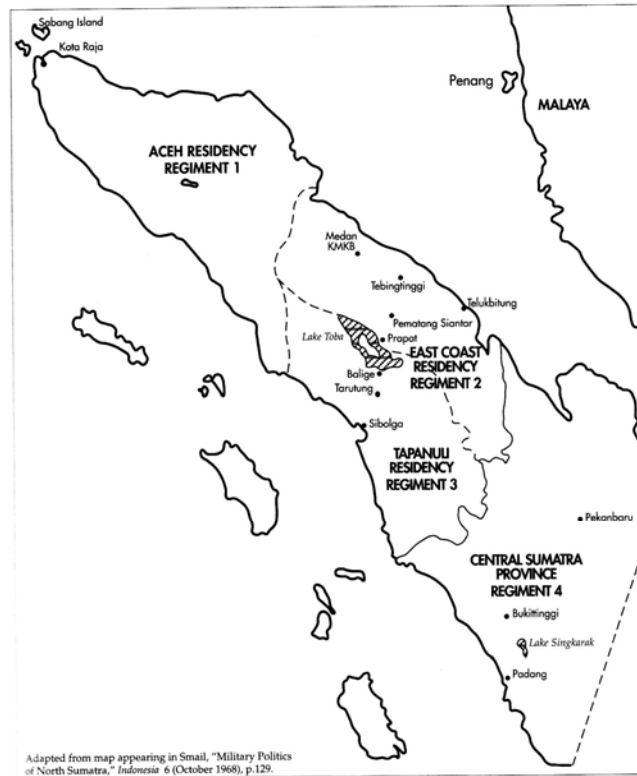 Sabang Island
Kota Raja
Penang
MALAYA
ACEH RESIDENCY
REGIMENT 1
Medan
KMKB
Tebingtinggi
Telukbitung
Pematang Siantar
Lake Toba
Prapat
EAST COAST
RESIDENCY
REGIMENT 2
Balige
Tarutung
Sibolga
TAPANULI
RESIDENCY
REGIMENT 3
Pekanbaru
CENTRAL SUMATRA
PROVINCE
REGIMENT 4
Bukittinggi
Lake Singkarak
Padang
Adapted from map appearing in Smail, "Military Politics
of North Sumatra," Indonesia 6 (October 1968), p.129.